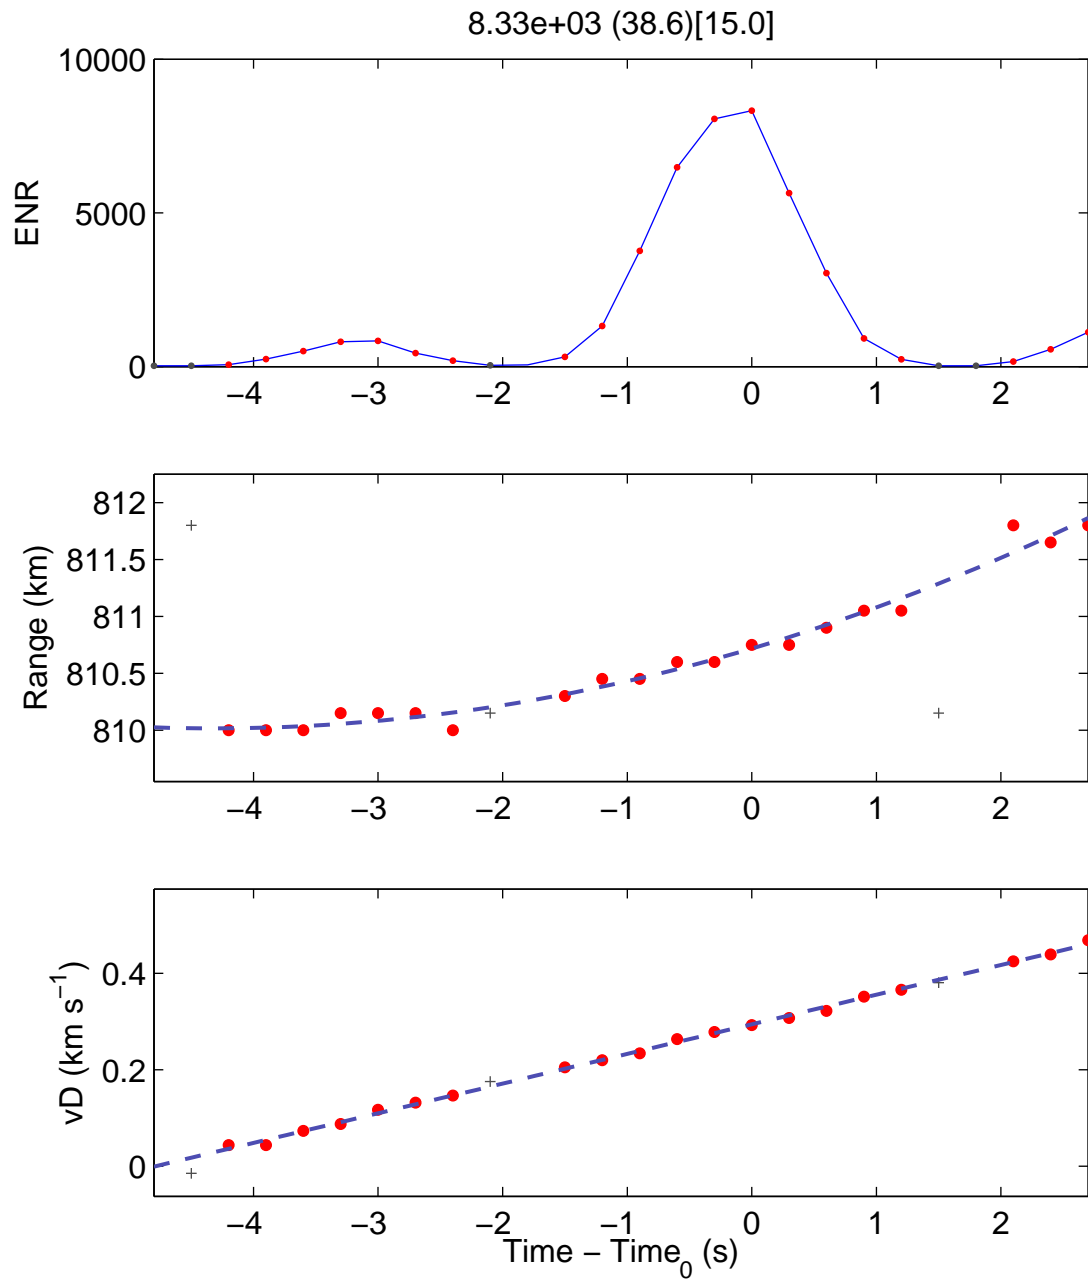 8.33e+03 (38.6)[15.0]
10000
5000
0
ENR
−4 −3 −2 −1 0 1 2
812
811.5
811
810.5
810
Range (km)
−4 −3 −2 −1 0 1 2
0.4
0.2
0
vD (km s−1)
−4 −3 −2 −1 0 1 2
Time − Time0 (s)